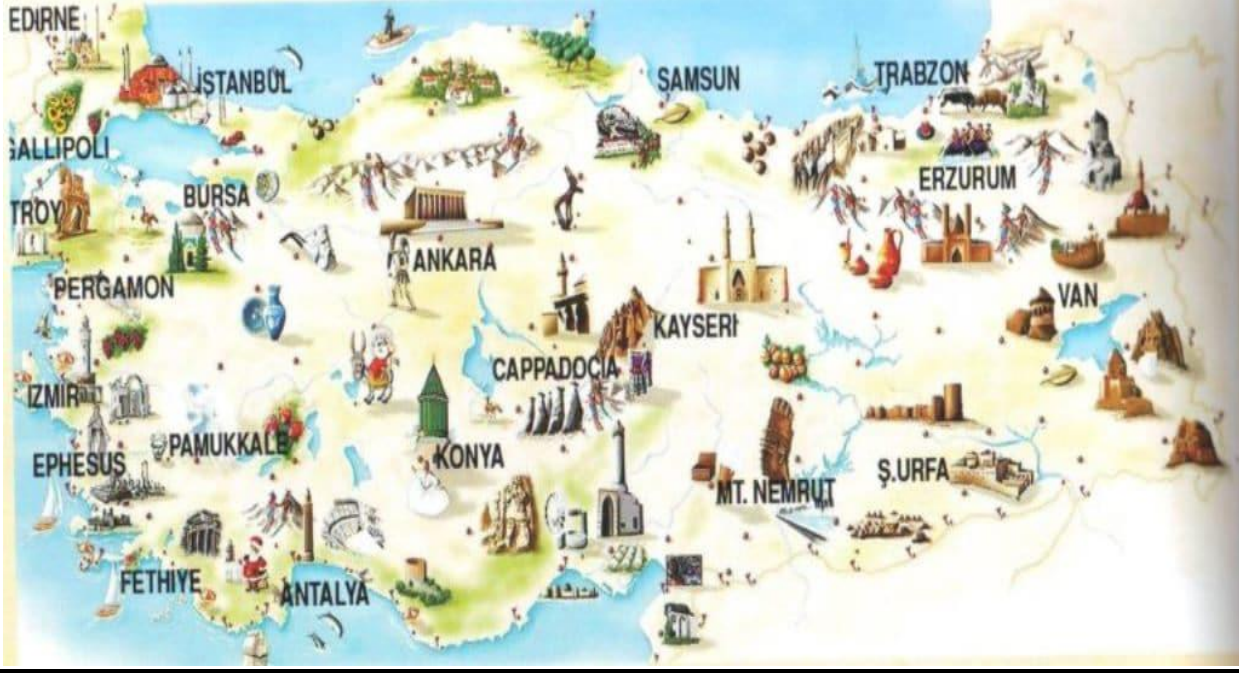 EDIRNE
İSTANBUL
SAMSUN
TRABZON
GALLIPOLI
TROY
BURSA
ERZURUM
ANKARA
PERGAMON
VAN
KAYSERI
CAPPADOCIA
IZMIR
PAMUKKALE
EPHESUS
KONYA
Ş.URFA
MT. NEMRUT
FETHIYE
ANTALYA